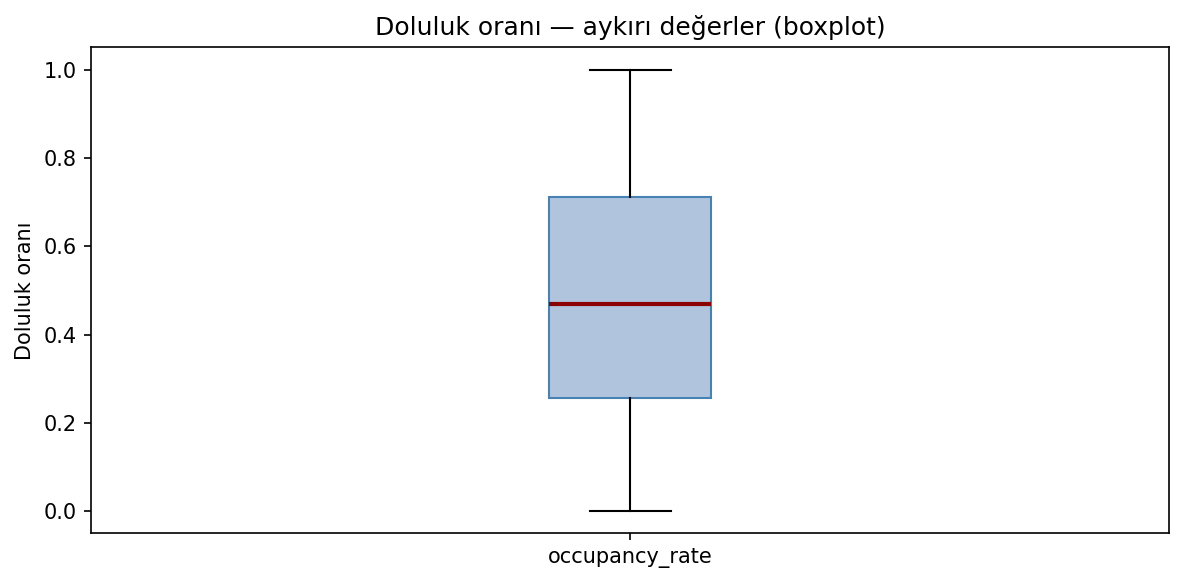 Doluluk oranı — aykırı değerler (boxplot)
Doluluk oranı
1.0
0.8
0.6
0.4
0.2
0.0
occupancy_rate